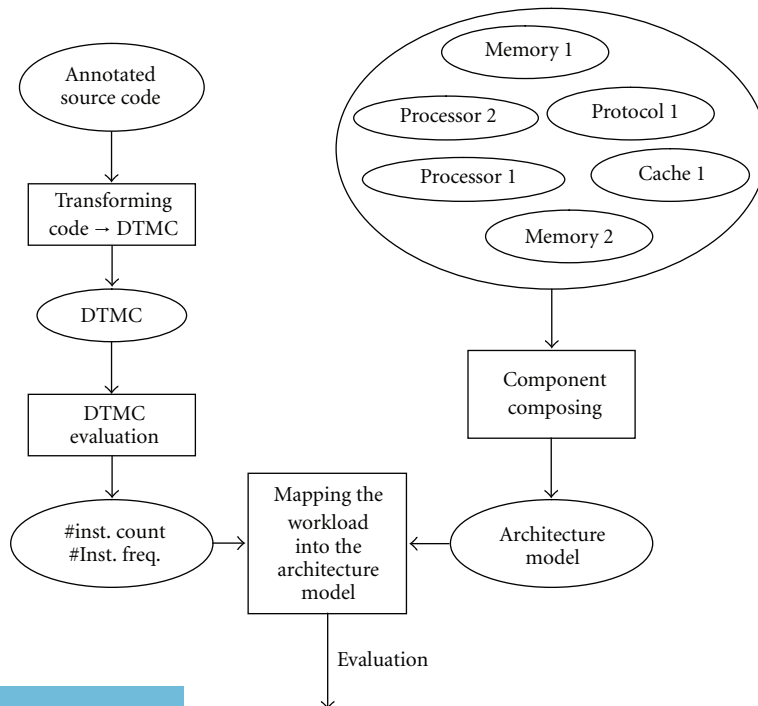 Annotated
source code
Transforming
code → DTMC
DTMC
DTMC
evaluation
#inst. count
#Inst. freq.
Memory 1
Processor 2
Protocol 1
Processor 1
Cache 1
Memory 2
Component
composing
Architecture
model
Mapping the
workload
into the
architecture
model
Evaluation